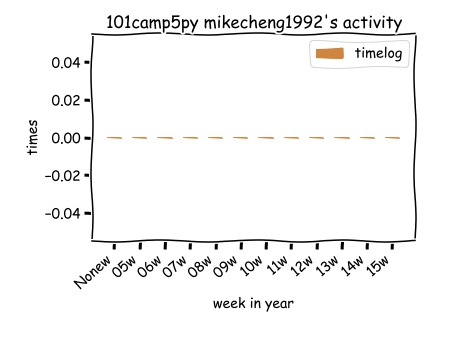 101camp5py mikecheng1992's activity
timelog
0.04
0.02
0.00
−0.02
−0.04
times
Nonew 05w 06w 07w 08w 09w 10w 11w 12w 13w 14w 15w
week in year